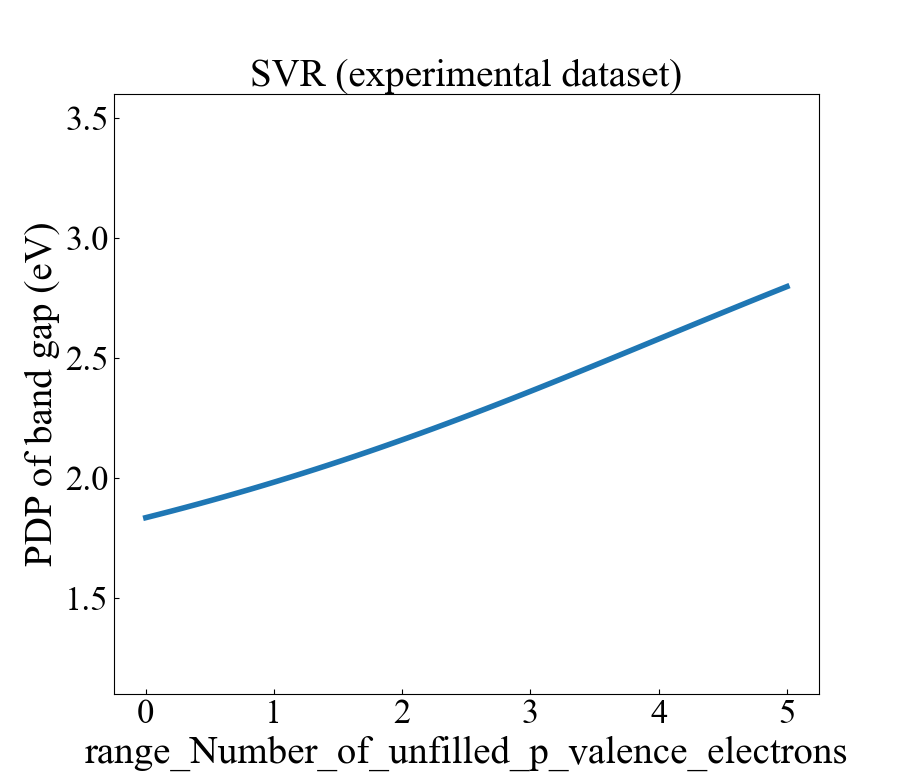 SVR (experimental dataset)
PDP of band gap (eV)
3.5
3.0
2.5
2.0
1.5
0 1 2 3 4 5
range_Number_of_unfilled_p_valence_electrons